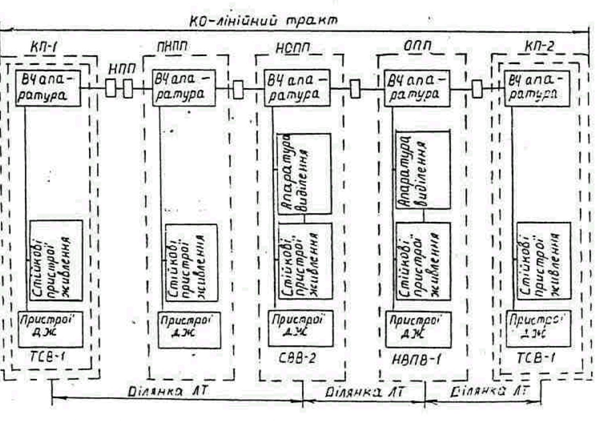 КО-лінійний тракт
КП-1
НПП
ПНПП
НСПП
ОПП
КП-2
ВЧ апа-
ратура
ВЧ апа-
ратура
ВЧ апа-
ратура
ВЧ апа-
ратура
ВЧ апа-
ратура
Апаратура
виділення
Апаратура
виділення
Стійкові
пристрої
живлення
Стійкові
пристрої
живлення
Стійкові
пристрої
живлення
Стійкові
пристрої
живлення
Стійкові
пристрої
живлення
Пристрої
ДЖ
Пристрої
ДЖ
Пристрої
ДЖ
Пристрої
ДЖ
Пристрої
ДЖ
ТСВ-1
СВВ-2
НВПВ-1
ТСВ-1
Ділянка ЛТ
Ділянка ЛТ
Ділянка ЛТ